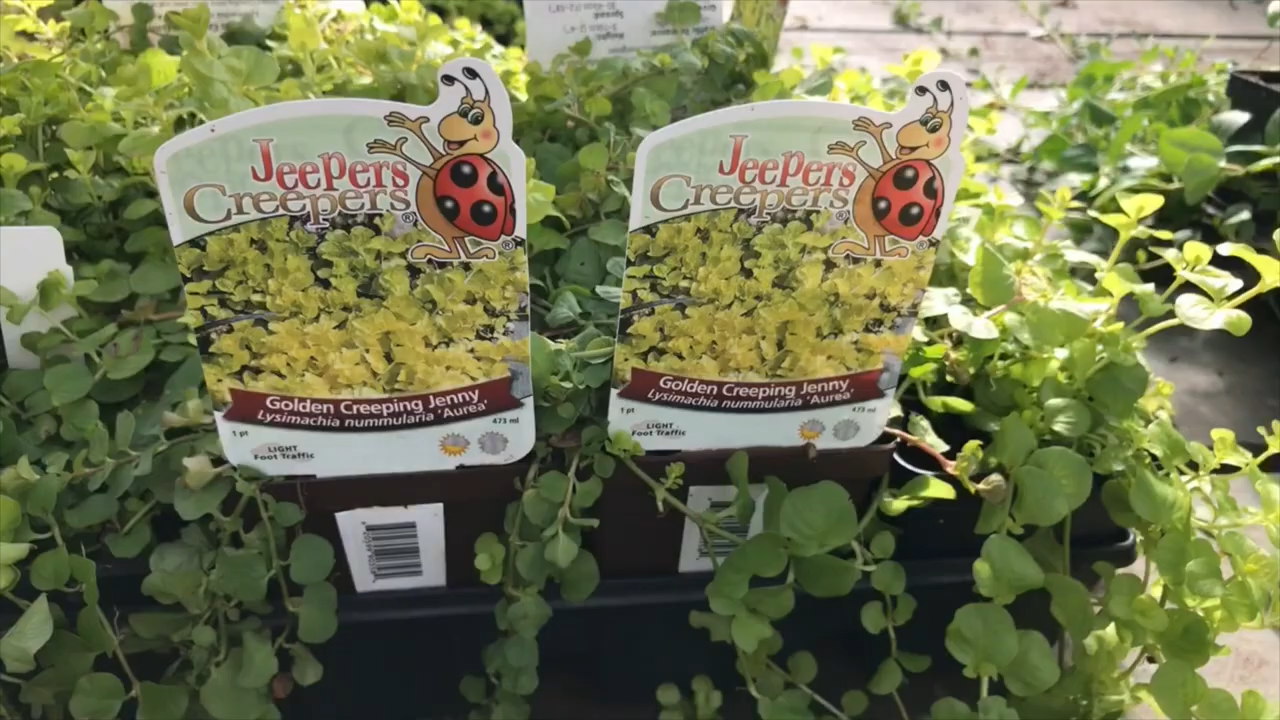 Jeepers
Creepers®
®
Golden Creeping Jenny
Lysimachia nummularia 'Aurea'
1 pt
473 ml
LIGHT
Foot Traffic
Jeepers
Creepers®
®
Golden Creeping Jenny
Lysimachia nummularia 'Aurea'
1 pt
473 ml
LIGHT
Foot Traffic